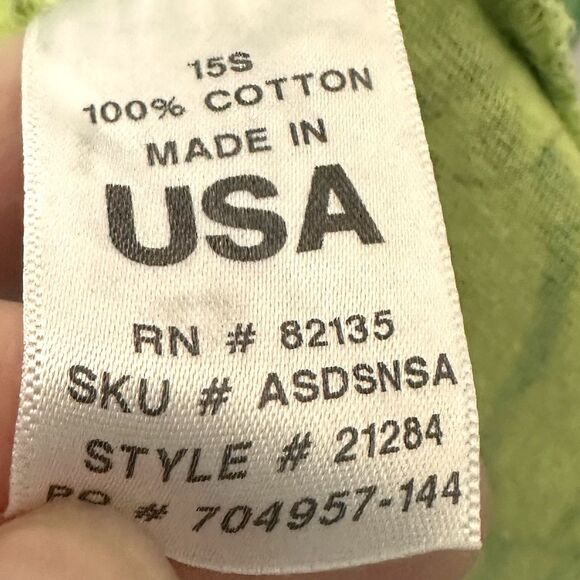 15S
100% COTTON
MADE IN
USA
RN # 82135
SKU # ASDSNSA
STYLE # 21284
PO # 704957-144